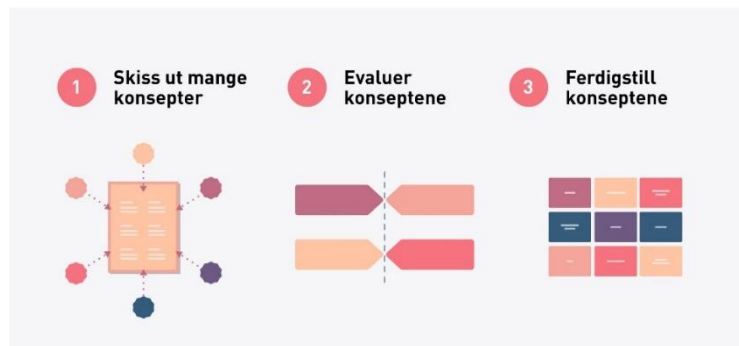 1
Skiss ut mange
konsepter
2
Evaluer
konseptene
3
Ferdigstill
konseptene